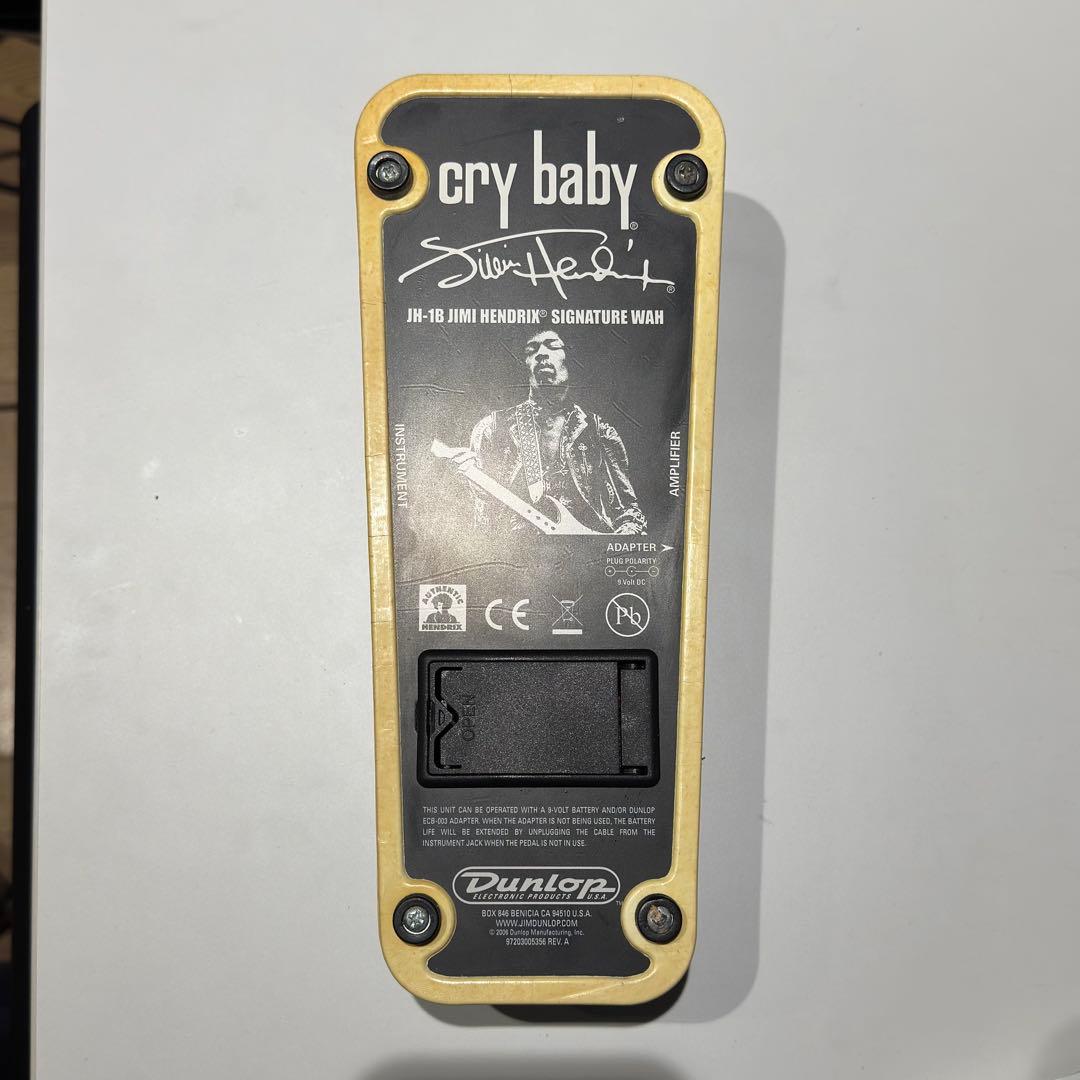 cry baby®
Jimi Hendrix®
JH-1B JIMI HENDRIX® SIGNATURE WAH
INSTRUMENT
AMPLIFIER
ADAPTER
PLUG POLARITY
+ -
9 Volt DC
AUTHENTIC
HENDRIX
CE
Pb
OPEN
THIS UNIT CAN BE OPERATED WITH A 9-VOLT BATTERY AND/OR DUNLOP
ECB-003 ADAPTER. WHEN THE ADAPTER IS NOT BEING USED, THE BATTERY
LIFE WILL BE EXTENDED BY UNPLUGGING THE CABLE FROM THE
INSTRUMENT JACK WHEN THE PEDAL IS NOT IN USE.
Dunlop™
ELECTRONIC PRODUCTS U.S.A.
BOX 846 BENICIA CA 94510 U.S.A.
WWW.JIMDUNLOP.COM
© 2006 Dunlop Manufacturing, Inc.
97203005356 REV. A